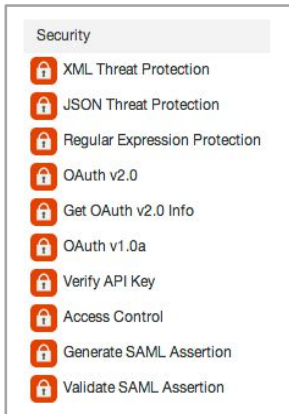 Security
XML Threat Protection
JSON Threat Protection
Regular Expression Protection
OAuth v2.0
Get OAuth v2.0 Info
OAuth v1.0a
Verify API Key
Access Control
Generate SAML Assertion
Validate SAML Assertion